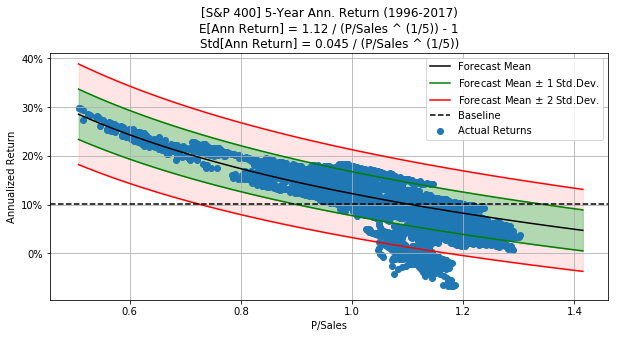 [S&P 400] 5-Year Ann. Return (1996-2017)
E[Ann Return] = 1.12 / (P/Sales ^ (1/5)) - 1
Std[Ann Return] = 0.045 / (P/Sales ^ (1/5))
40%
30%
20%
10%
0%
Annualized Return
Forecast Mean
Forecast Mean ± 1 Std.Dev.
Forecast Mean ± 2 Std.Dev.
Baseline
Actual Returns
0.6
0.8
1.0
1.2
1.4
P/Sales